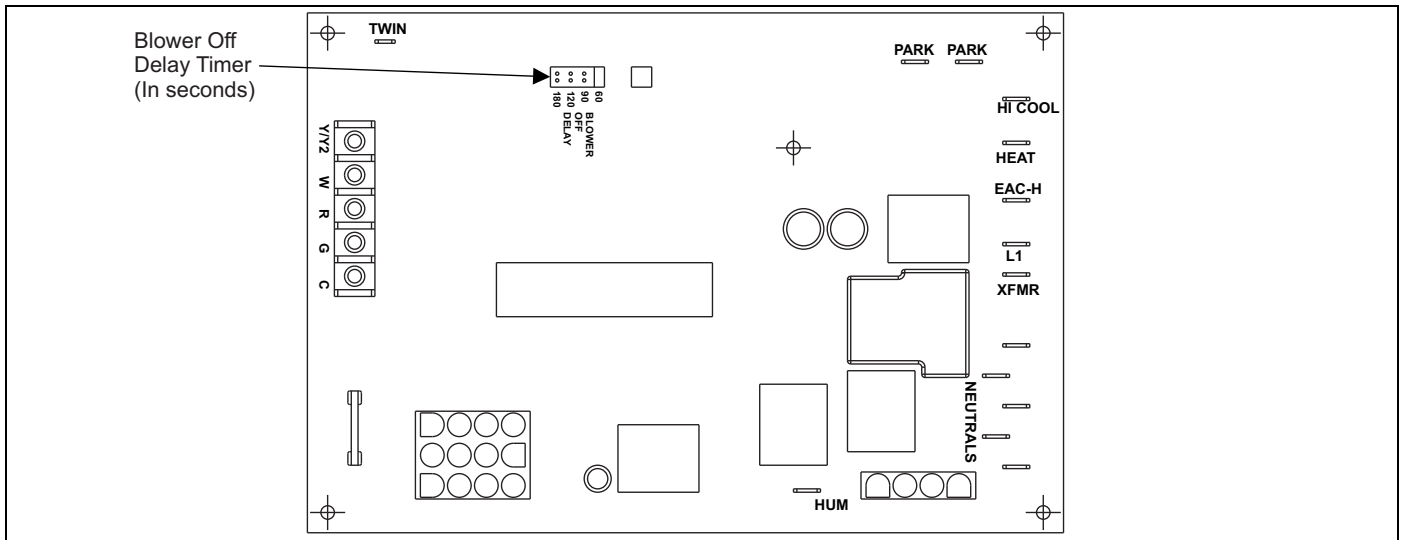 Blower Off
Delay Timer
(In seconds)
TWIN
PARK PARK
60
90
120
180
BLOWER
OFF
DELAY
HI COOL
HEAT
EAC-H
L1
XFMR
Y/Y2
W
R
G
C
NEUTRALS
HUM